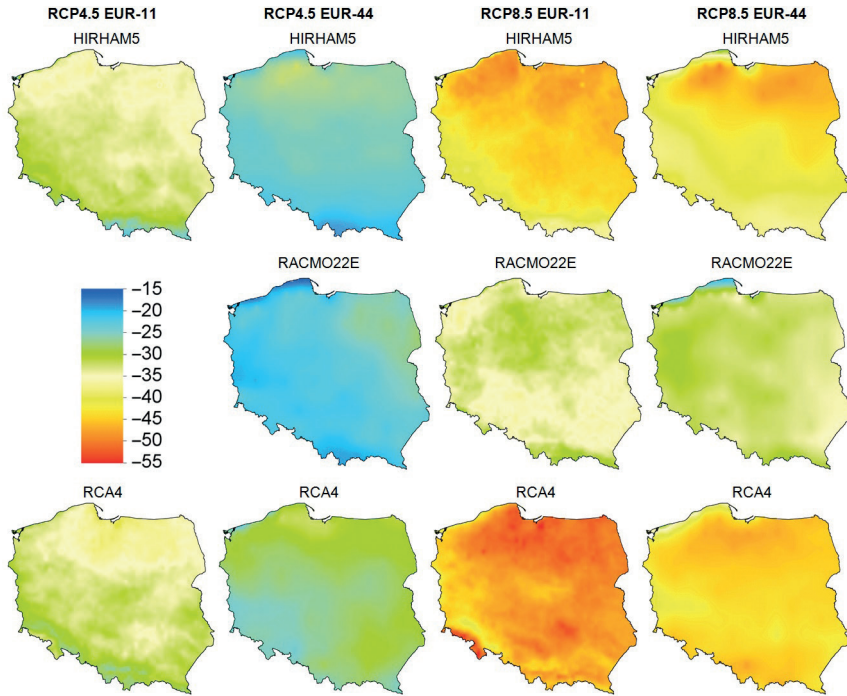 RCP4.5 EUR-11 RCP4.5 EUR-44 RCP8.5 EUR-11 RCP8.5 EUR-44
HIRHAM5 HIRHAM5 HIRHAM5 HIRHAM5
RACMO22E RACMO22E RACMO22E
–15
–20
–25
–30
–35
–40
–45
–50
–55
RCA4 RCA4 RCA4 RCA4